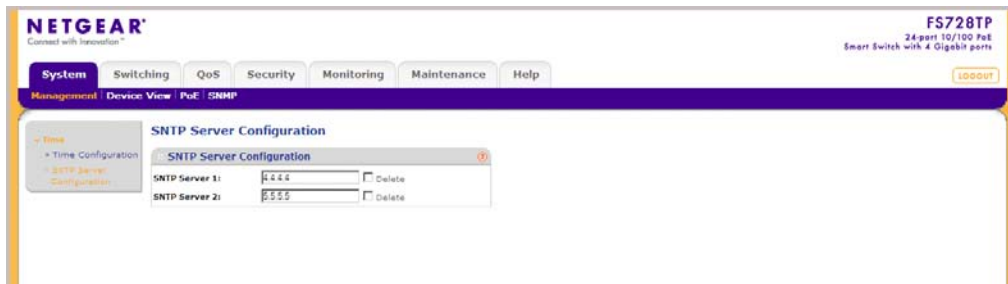 NETGEAR®
Connect with Innovation™
FS728TP
24-port 10/100 PoE
Smart Switch with 4 Gigabit ports
System Switching QoS Security Monitoring Maintenance Help
LOGOUT
Management Device View PoE SNMP
Time
Time Configuration
SNTP Server
Configuration
SNTP Server Configuration
SNTP Server Configuration
SNTP Server 1: 4.4.4.4 Delete
SNTP Server 2: 5.5.5.5 Delete